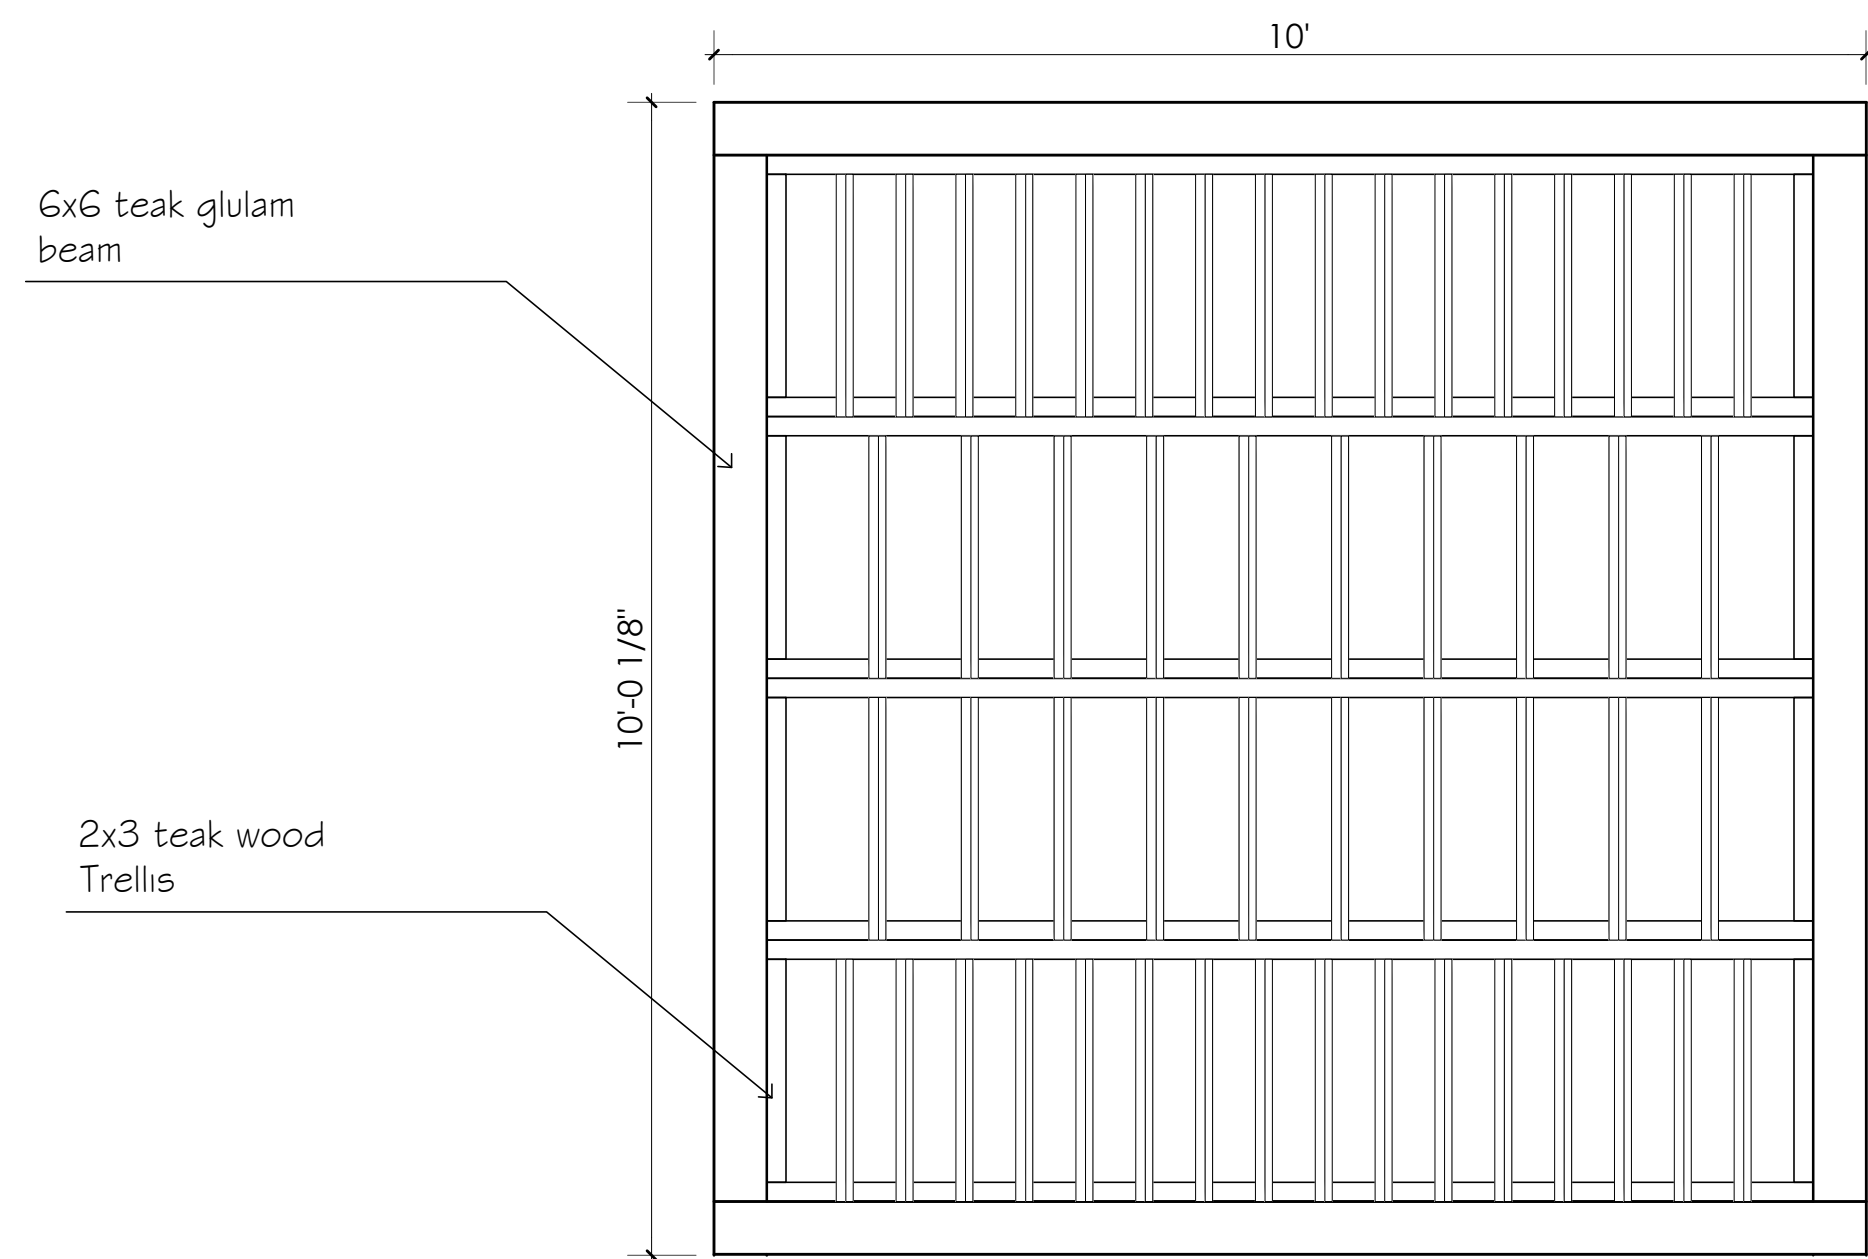 10'
6x6 teak glulam
beam
10'-0 1/8"
2x3 teak wood
Trellis